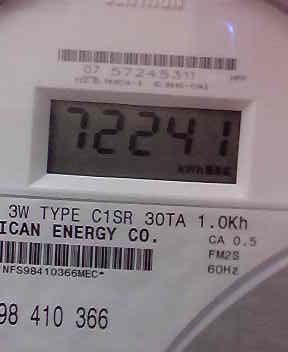 07 57245311
72241
kWh
3W TYPE C1SR 30TA 1.0Kh
ICAN ENERGY CO.
CA 0.5
FM2S
60Hz
NFS98410366MEC*
98 410 366